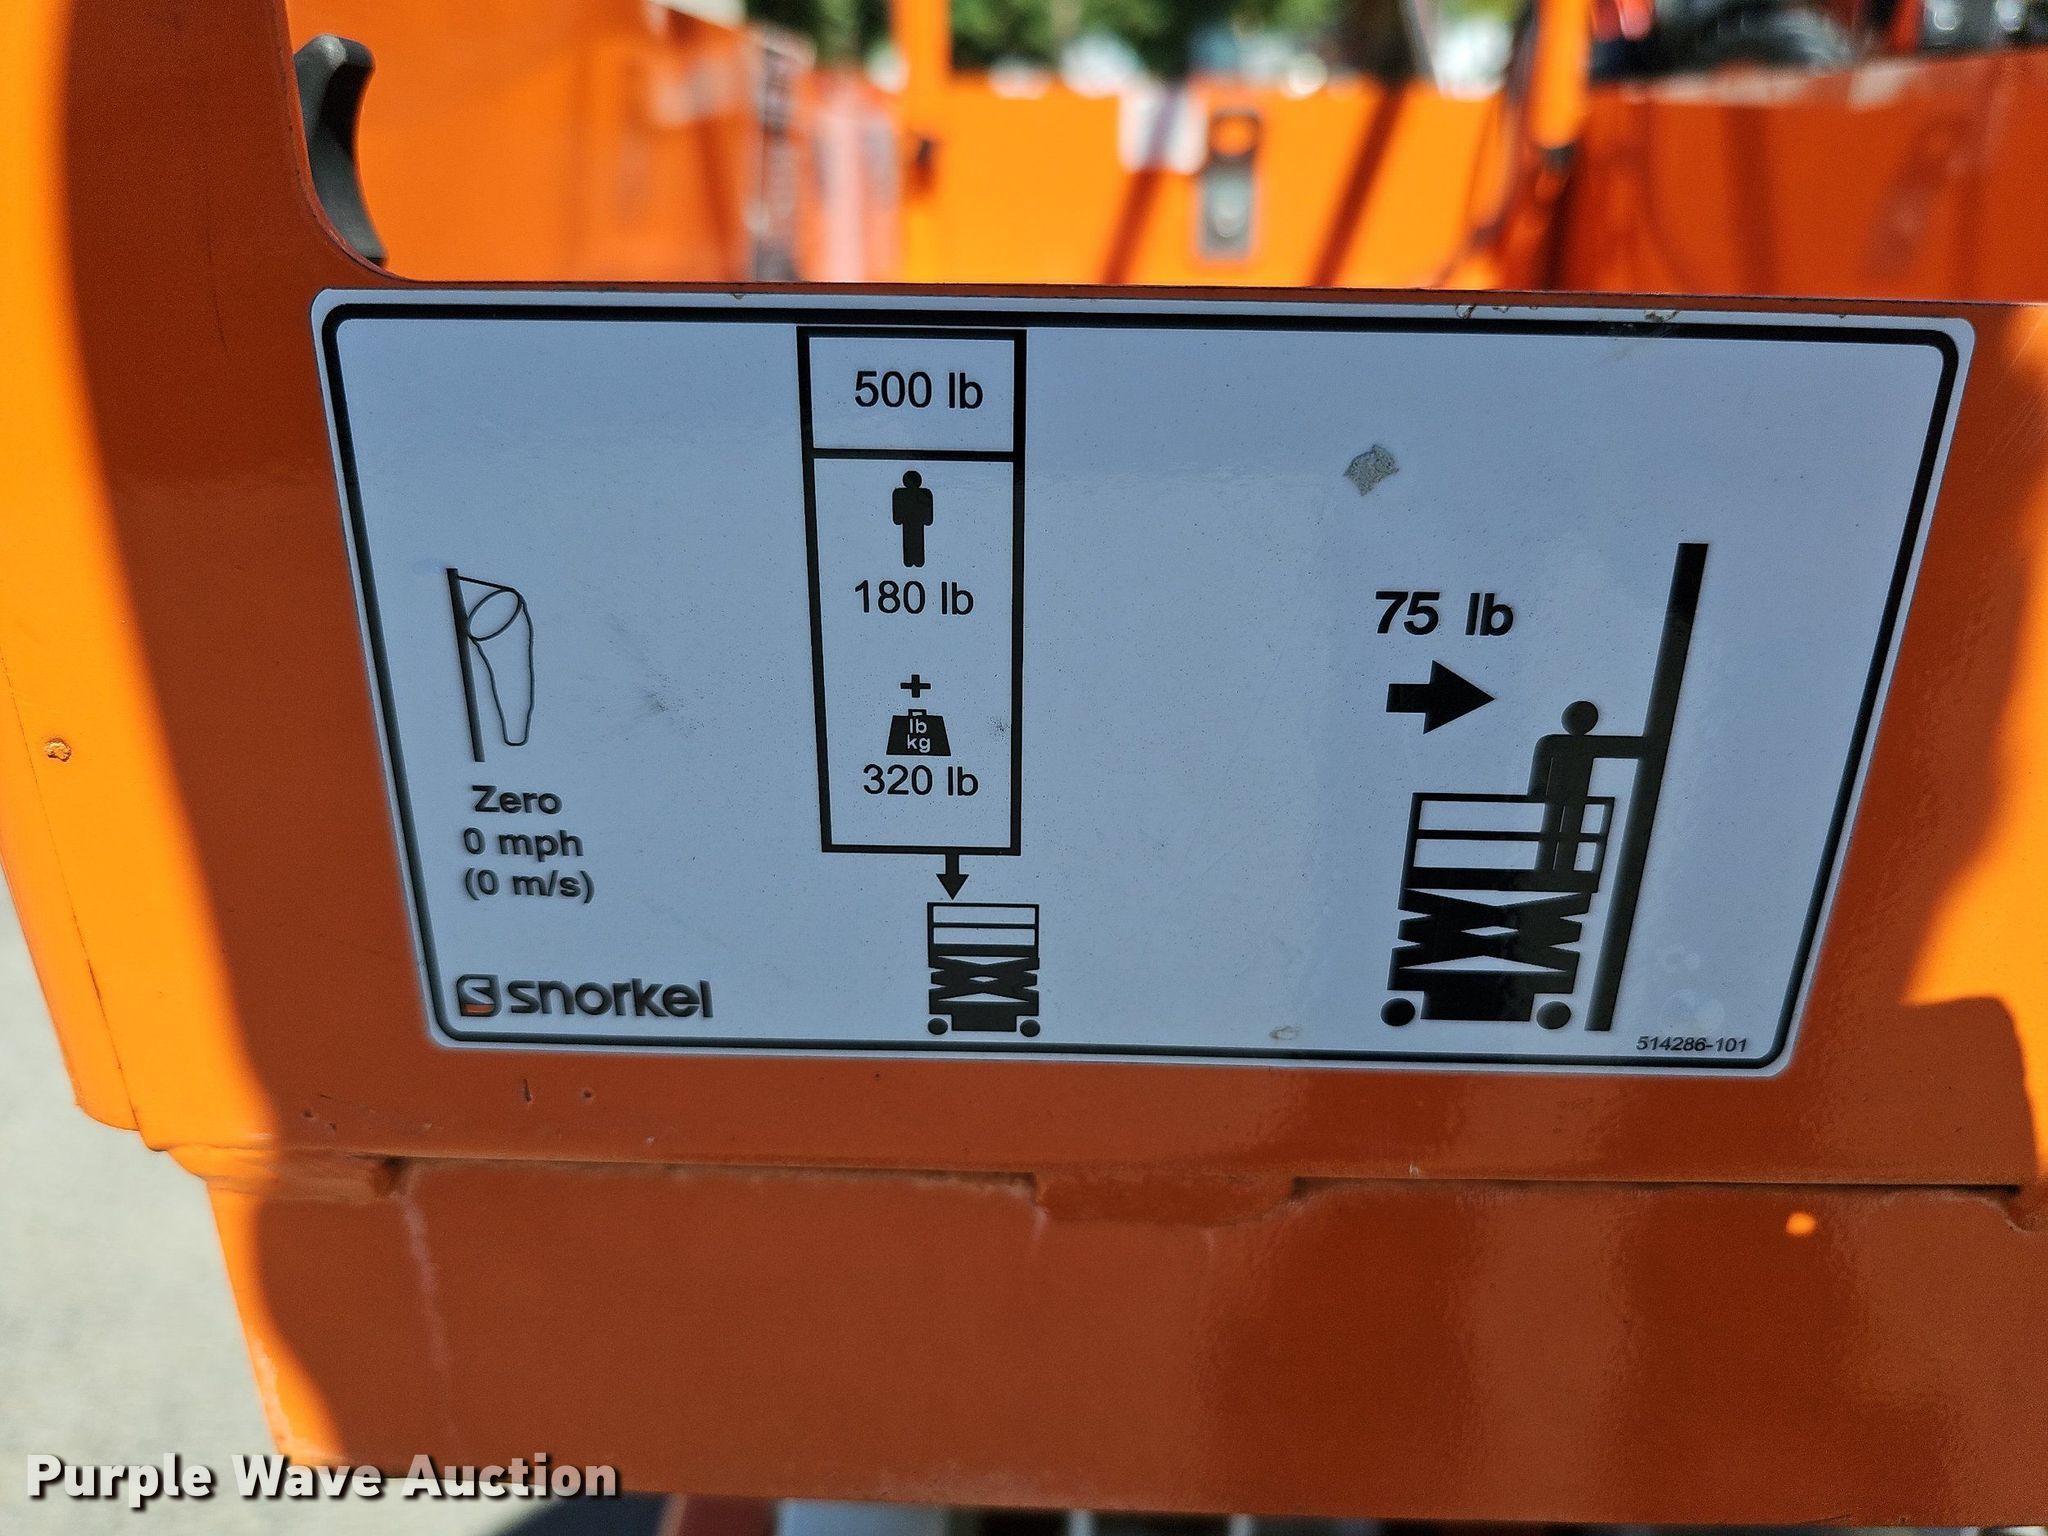 500 lb
180 lb
+
lb
kg
320 lb
Zero
0 mph
(0 m/s)
75 lb
snorkel
514286-101
Purple Wave Auction